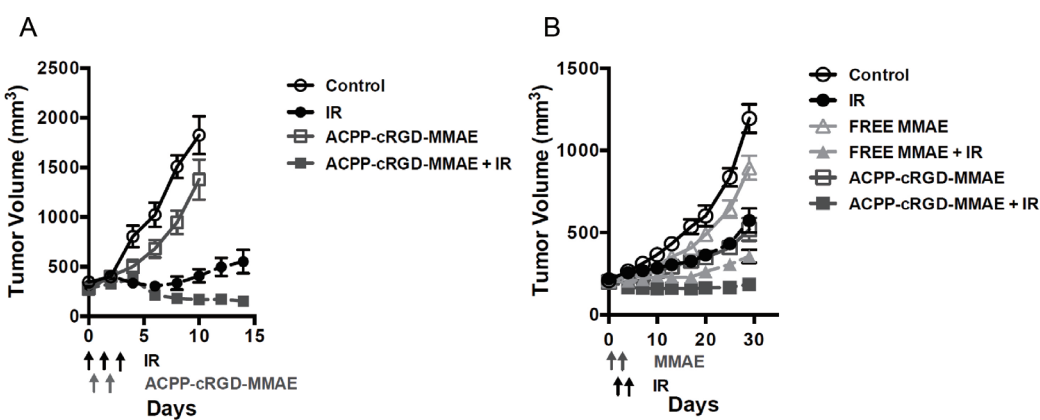 A
Tumor Volume (mm³)
2500
2000
1500
1000
500
0
0 5 10 15
IR
ACPP-cRGD-MMAE
Days
Control
IR
ACPP-cRGD-MMAE
ACPP-cRGD-MMAE + IR
B
Tumor Volume (mm³)
1500
1000
500
0
0 10 20 30
MMAE
IR
Days
Control
IR
FREE MMAE
FREE MMAE + IR
ACPP-cRGD-MMAE
ACPP-cRGD-MMAE + IR